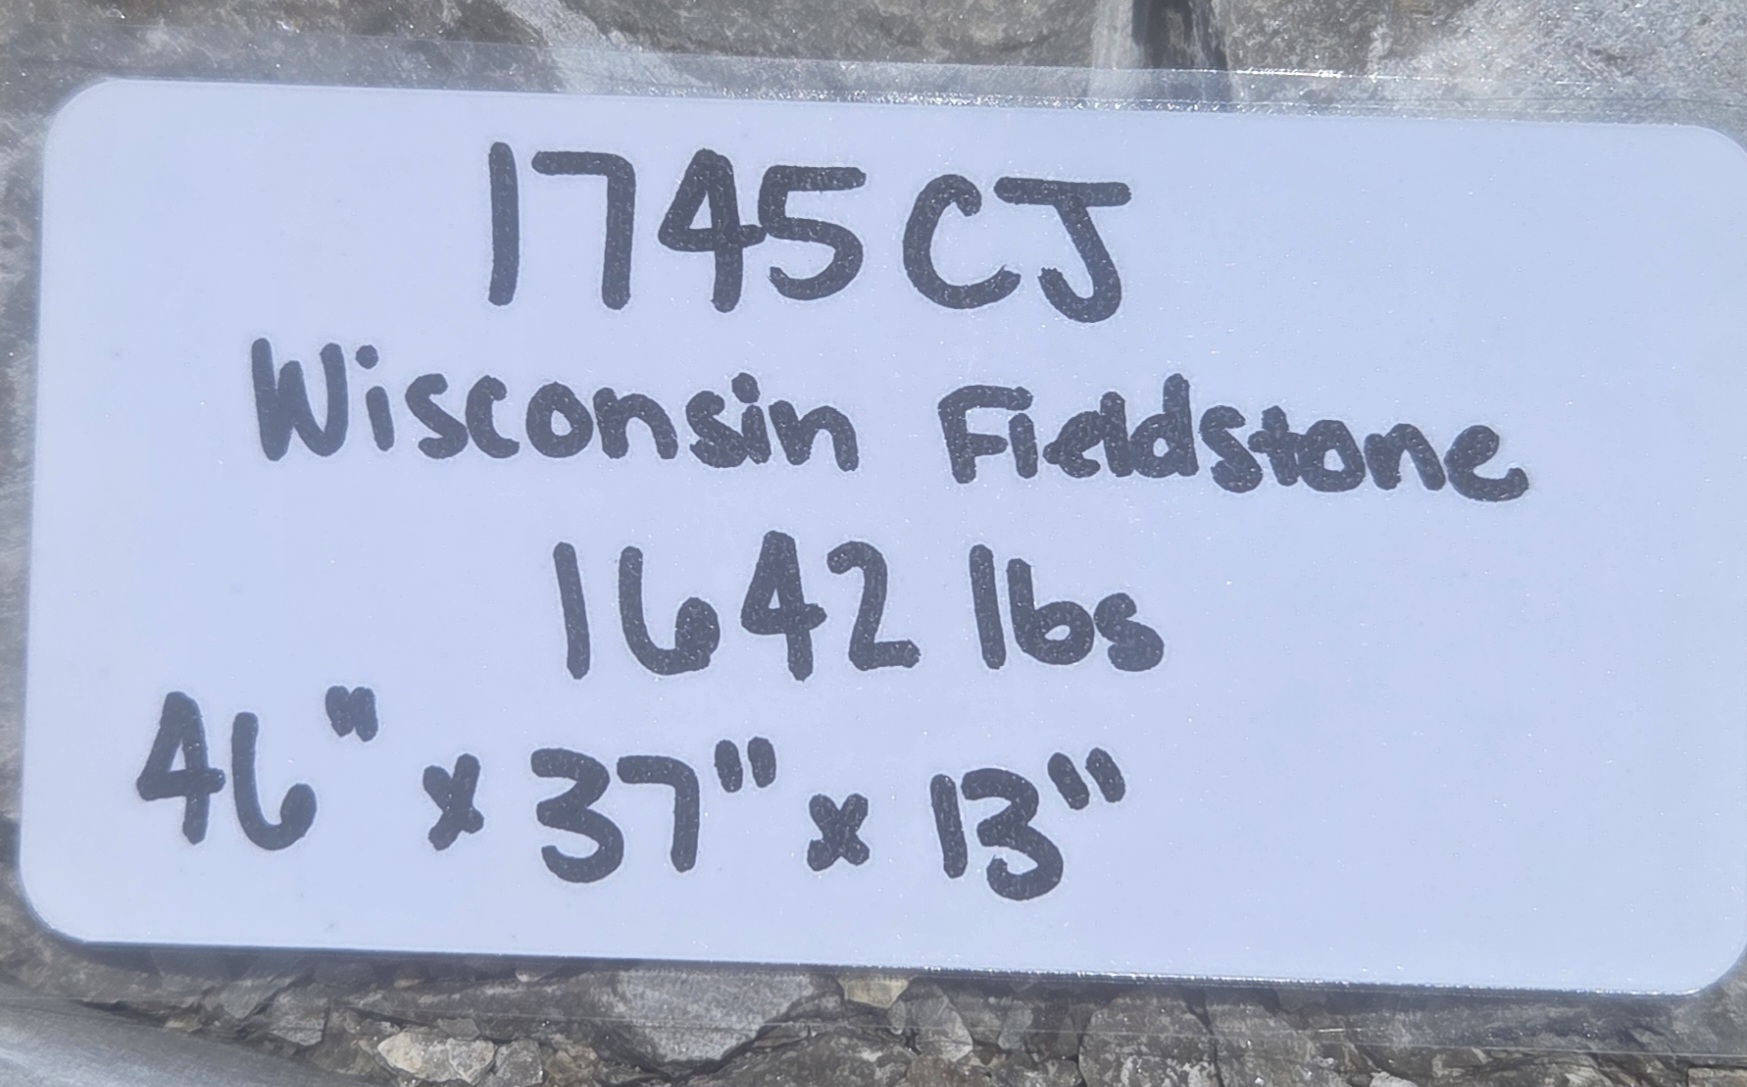 1745 CJ
Wisconsin Fieldstone
1642 lbs
46" x 37" x 13"